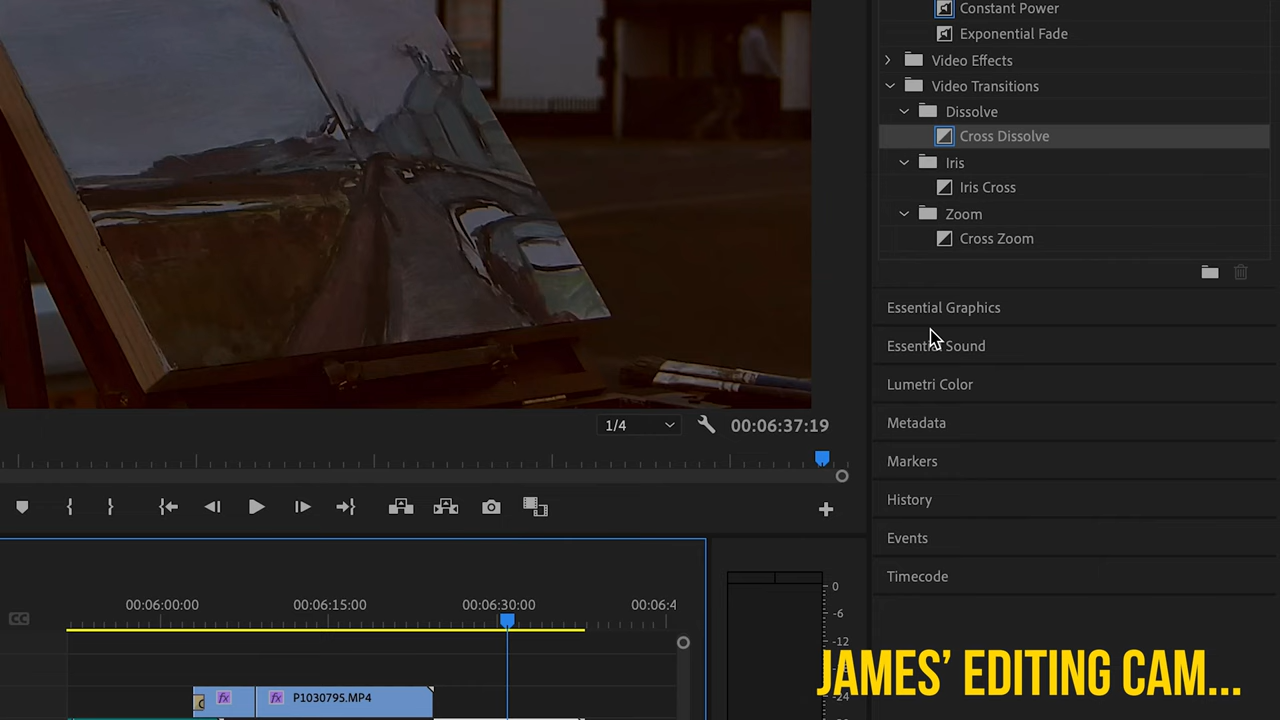 Constant Power
Exponential Fade
Video Effects
Video Transitions
Dissolve
Cross Dissolve
Iris
Iris Cross
Zoom
Cross Zoom
Essential Graphics
Essential Sound
Lumetri Color
Metadata
Markers
History
Events
Timecode
1/4
00:06:37:19
CC
00:06:00:00
00:06:15:00
00:06:30:00
00:06:4
fx
fx
P1030795.MP4
0
-6
-12
-24
JAMES’ EDITING CAM...